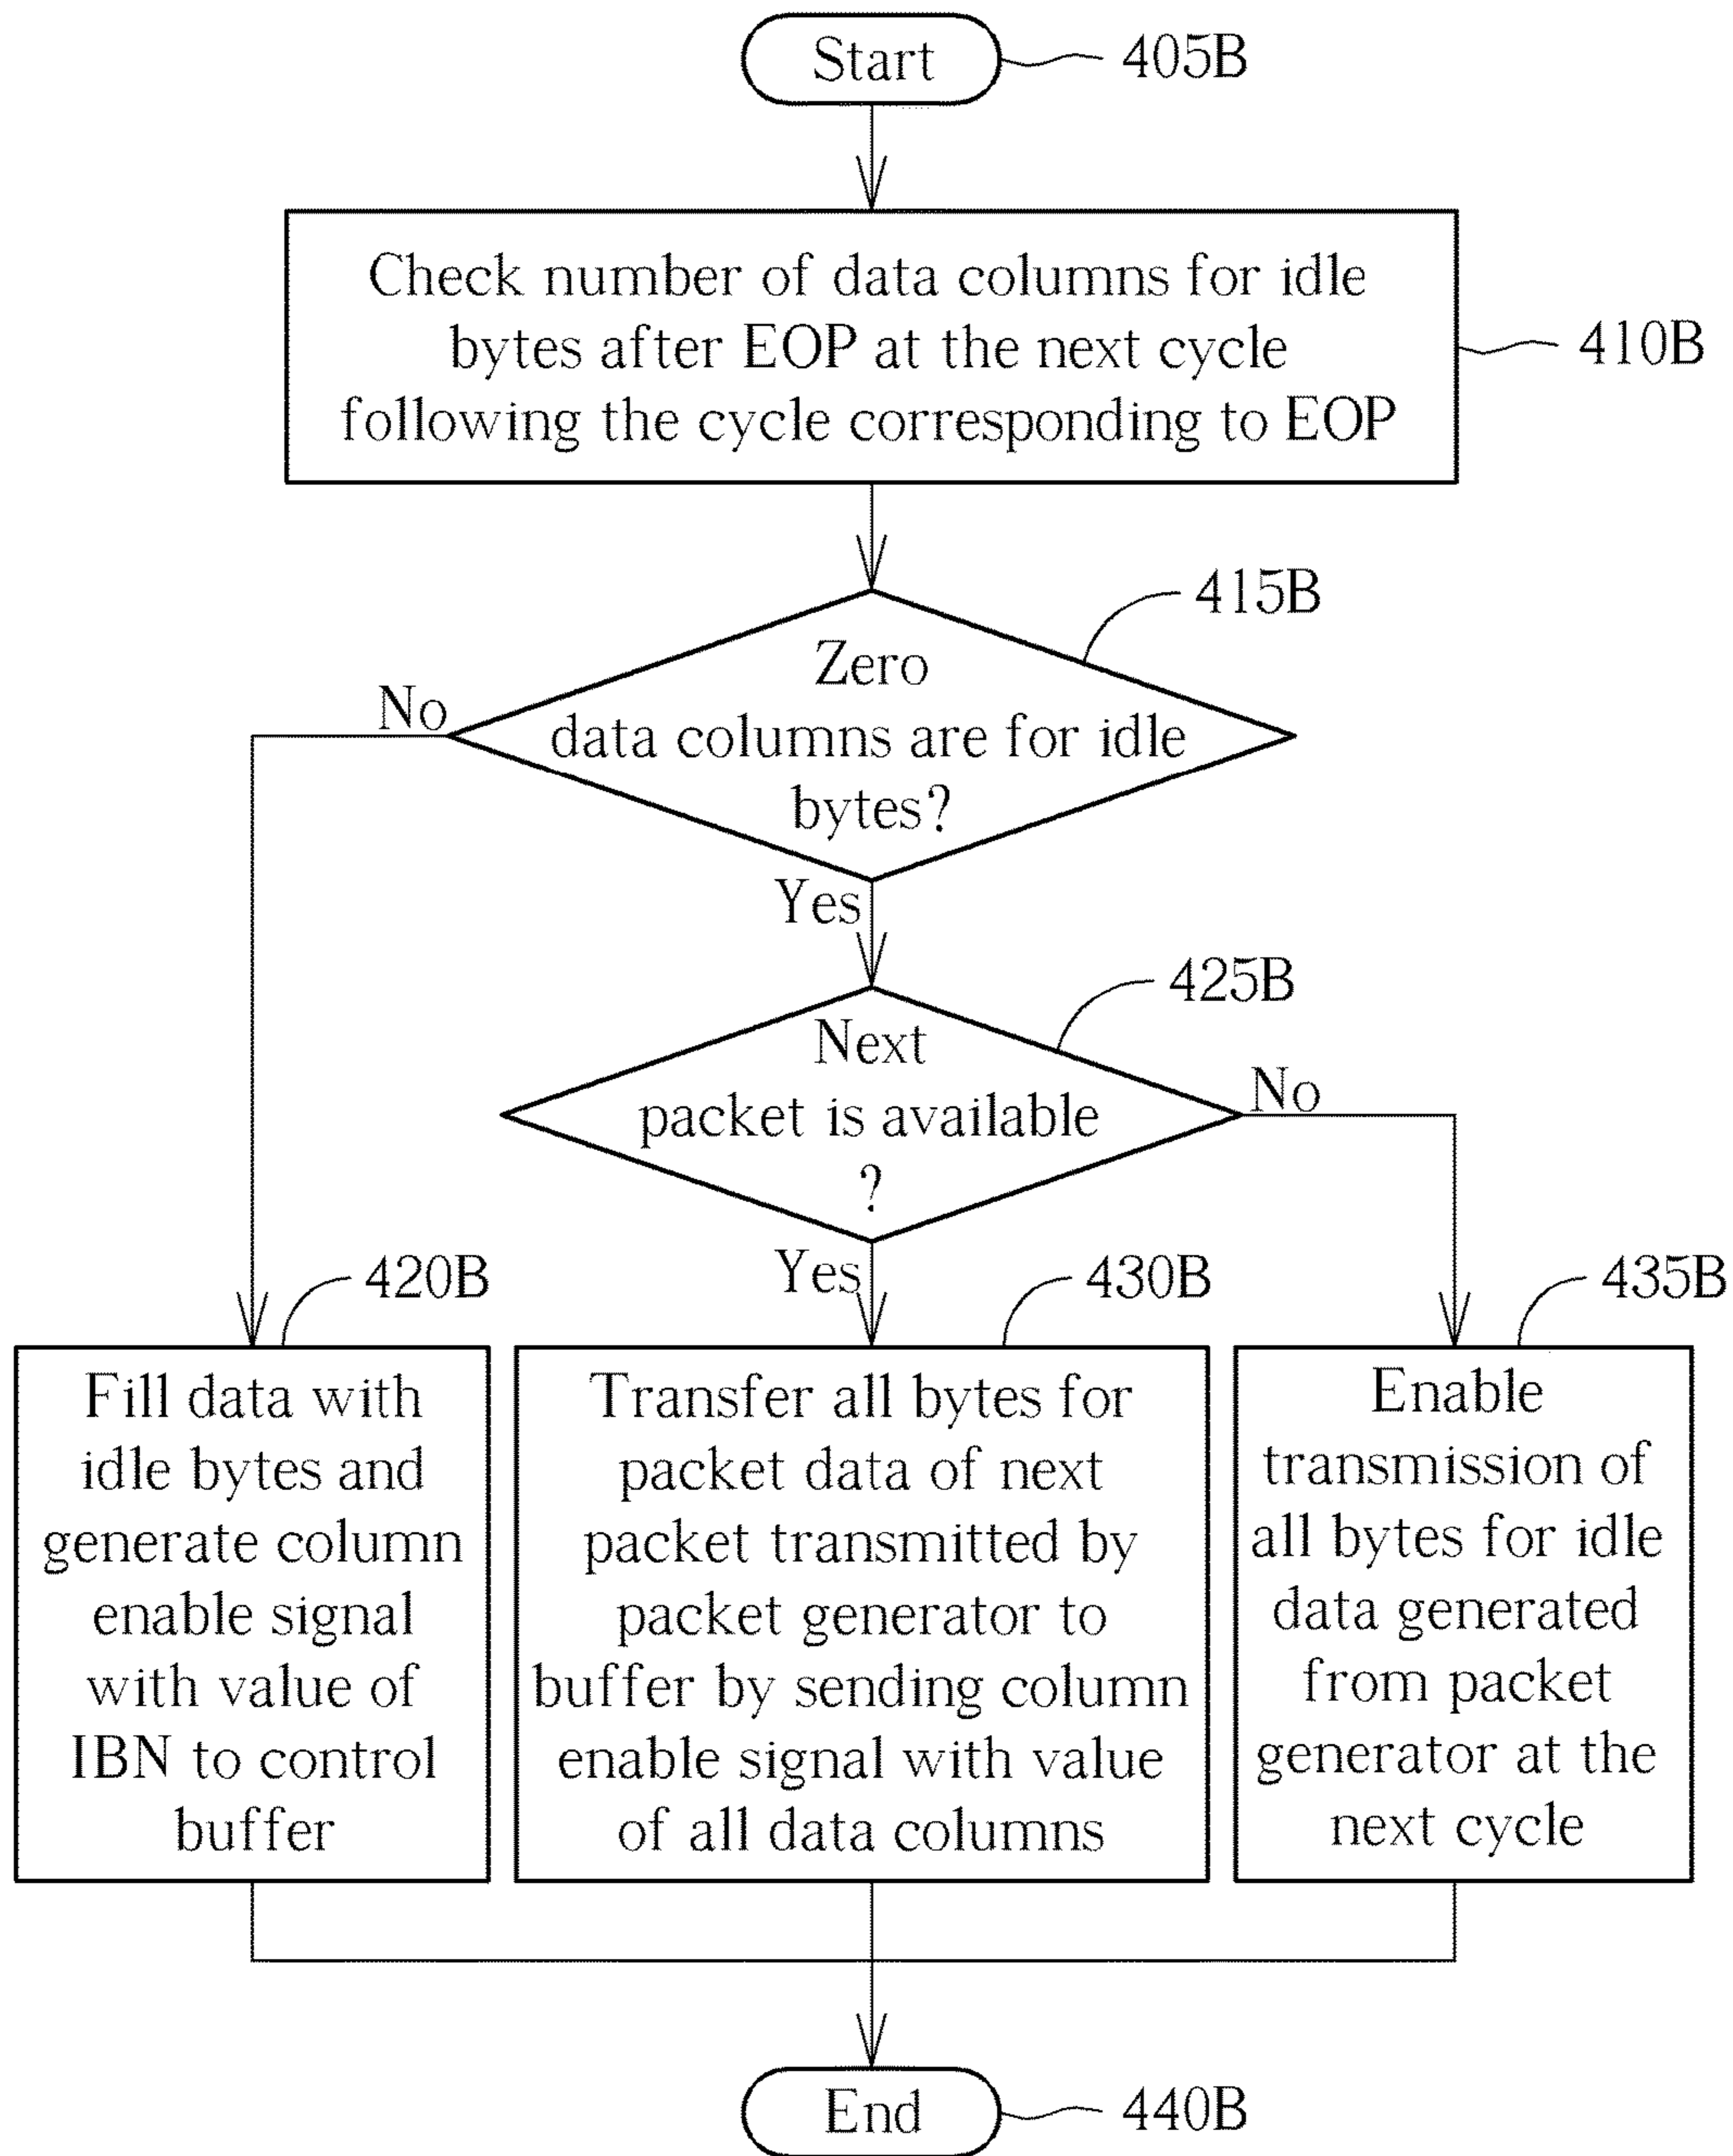 Start
405B
Check number of data columns for idle
bytes after EOP at the next cycle
following the cycle corresponding to EOP
410B
415B
Zero
data columns are for idle
bytes?
No
Yes
425B
Next
packet is available
?
No
Yes
420B
Fill data with
idle bytes and
generate column
enable signal
with value of
IBN to control
buffer
430B
Transfer all bytes for
packet data of next
packet transmitted by
packet generator to
buffer by sending column
enable signal with value
of all data columns
435B
Enable
transmission of
all bytes for idle
data generated
from packet
generator at the
next cycle
End
440B